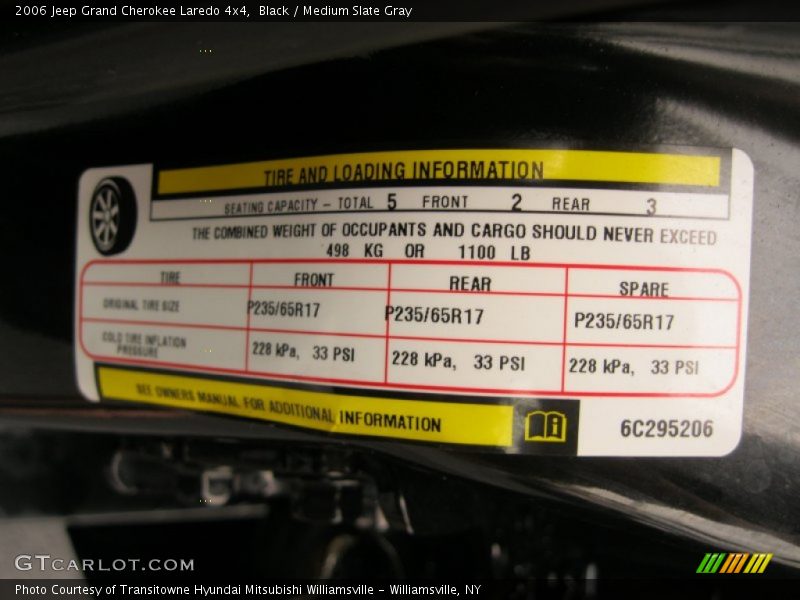 2006 Jeep Grand Cherokee Laredo 4x4,  Black / Medium Slate Gray
TIRE AND LOADING INFORMATION
SEATING CAPACITY - TOTAL 5 FRONT 2 REAR 3
THE COMBINED WEIGHT OF OCCUPANTS AND CARGO SHOULD NEVER EXCEED
498 KG OR 1100 LB
TIRE FRONT REAR SPARE
ORIGINAL TIRE SIZE P235/65R17 P235/65R17 P235/65R17
COLD TIRE INFLATION
PRESSURE 228 kPa, 33 PSI 228 kPa, 33 PSI 228 kPa, 33 PSI
SEE OWNERS MANUAL FOR ADDITIONAL INFORMATION
6C295206
GTCARLOT.COM
Photo Courtesy of Transitowne Hyundai Mitsubishi Williamsville - Williamsville, NY